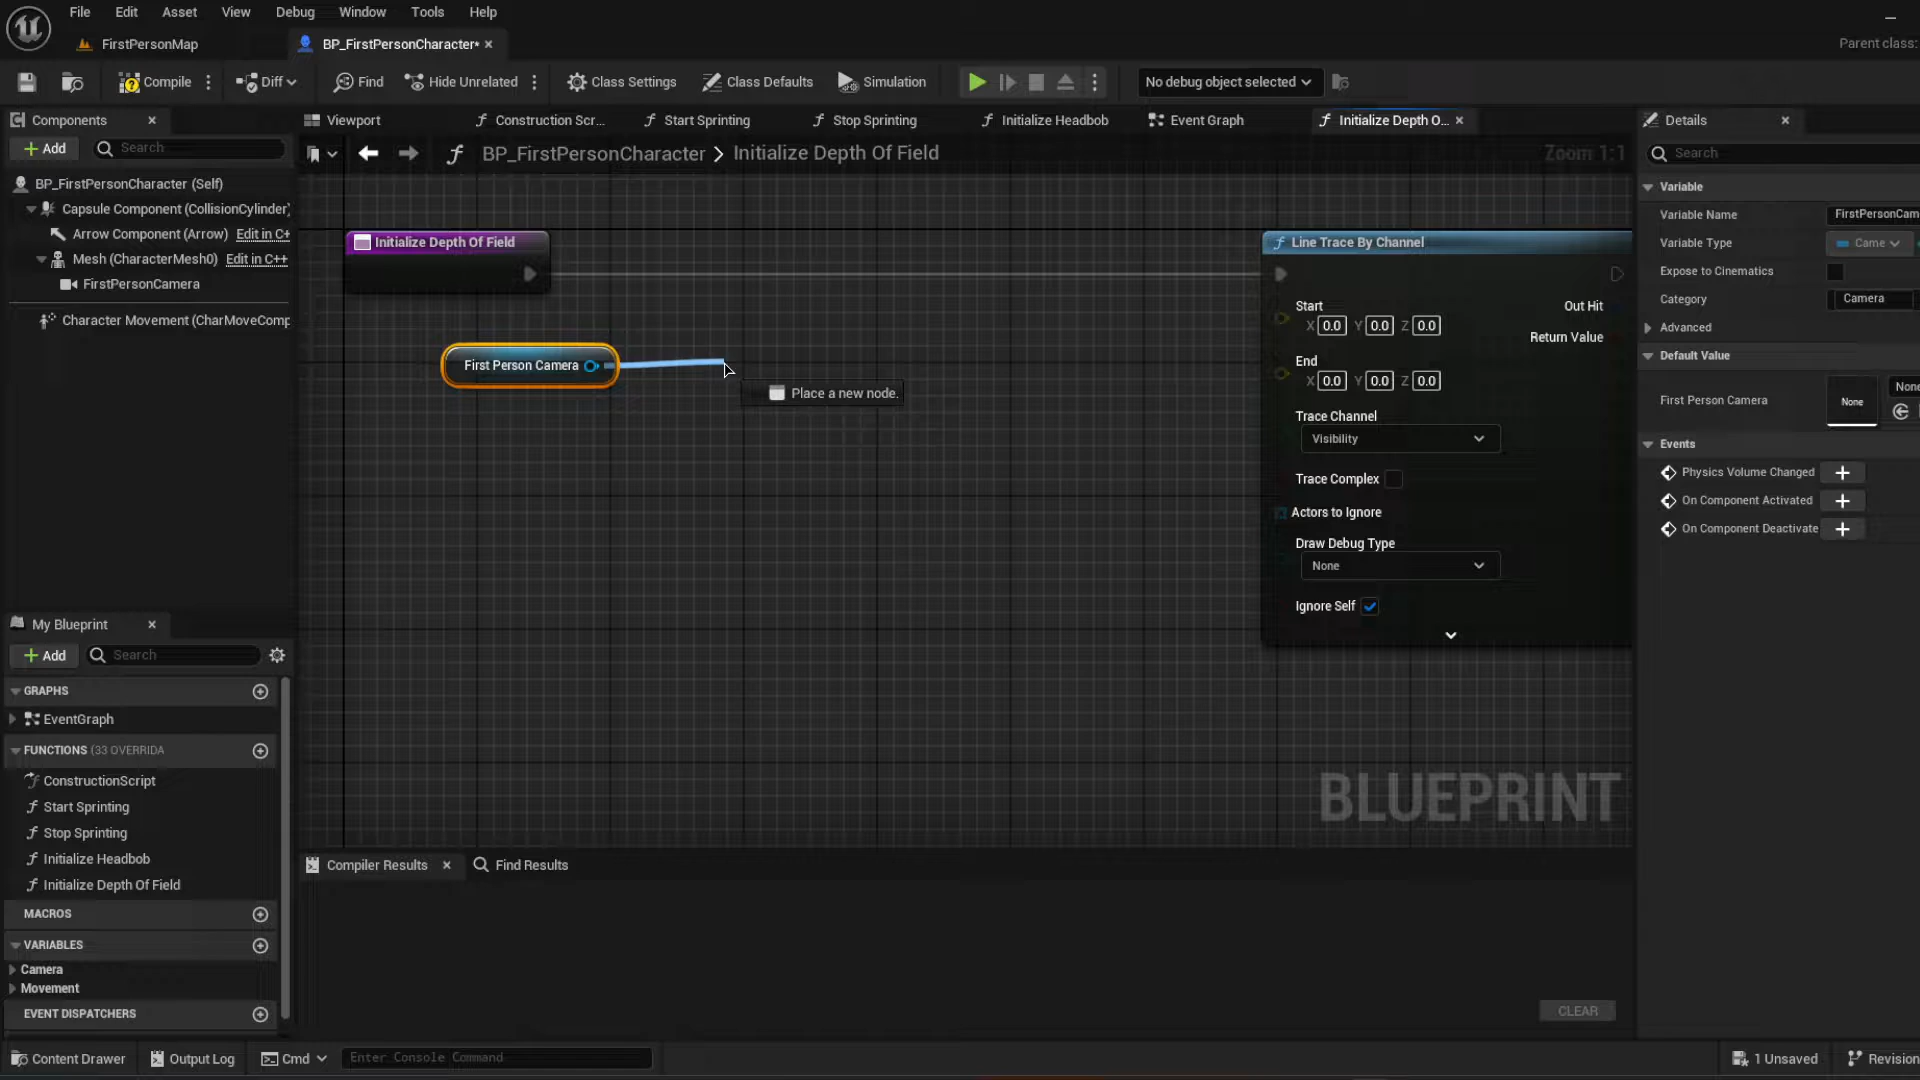 File Edit Asset View Debug Window Tools Help
FirstPersonMap
BP_FirstPersonCharacter*
Parent class:
Compile
Diff
Find
Hide Unrelated
Class Settings
Class Defaults
Simulation
No debug object selected
Components
Viewport
Construction Scr...
Start Sprinting
Stop Sprinting
Initialize Headbob
Event Graph
Initialize Depth O...
Details
Add
Search
BP_FirstPersonCharacter
Initialize Depth Of Field
Zoom 1:1
Search
BP_FirstPersonCharacter (Self)
Capsule Component (CollisionCylinder)
Arrow Component (Arrow) Edit in C+
Mesh (CharacterMesh0) Edit in C++
FirstPersonCamera
Character Movement (CharMoveComp
Initialize Depth Of Field
First Person Camera
Place a new node.
Line Trace By Channel
Start
X 0.0 Y 0.0 Z 0.0
End
X 0.0 Y 0.0 Z 0.0
Out Hit
Return Value
Trace Channel
Visibility
Trace Complex
Actors to Ignore
Draw Debug Type
None
Ignore Self
BLUEPRINT
Variable
Variable Name FirstPersonCam
Variable Type Came
Expose to Cinematics
Category Camera
Advanced
Default Value
First Person Camera None None
Events
Physics Volume Changed
On Component Activated
On Component Deactivate
My Blueprint
Add
Search
GRAPHS
EventGraph
FUNCTIONS (33 OVERRIDA
ConstructionScript
Start Sprinting
Stop Sprinting
Initialize Headbob
Initialize Depth Of Field
MACROS
VARIABLES
Camera
Movement
EVENT DISPATCHERS
Compiler Results
Find Results
CLEAR
Content Drawer
Output Log
Cmd
Enter Console Command
1 Unsaved
Revision